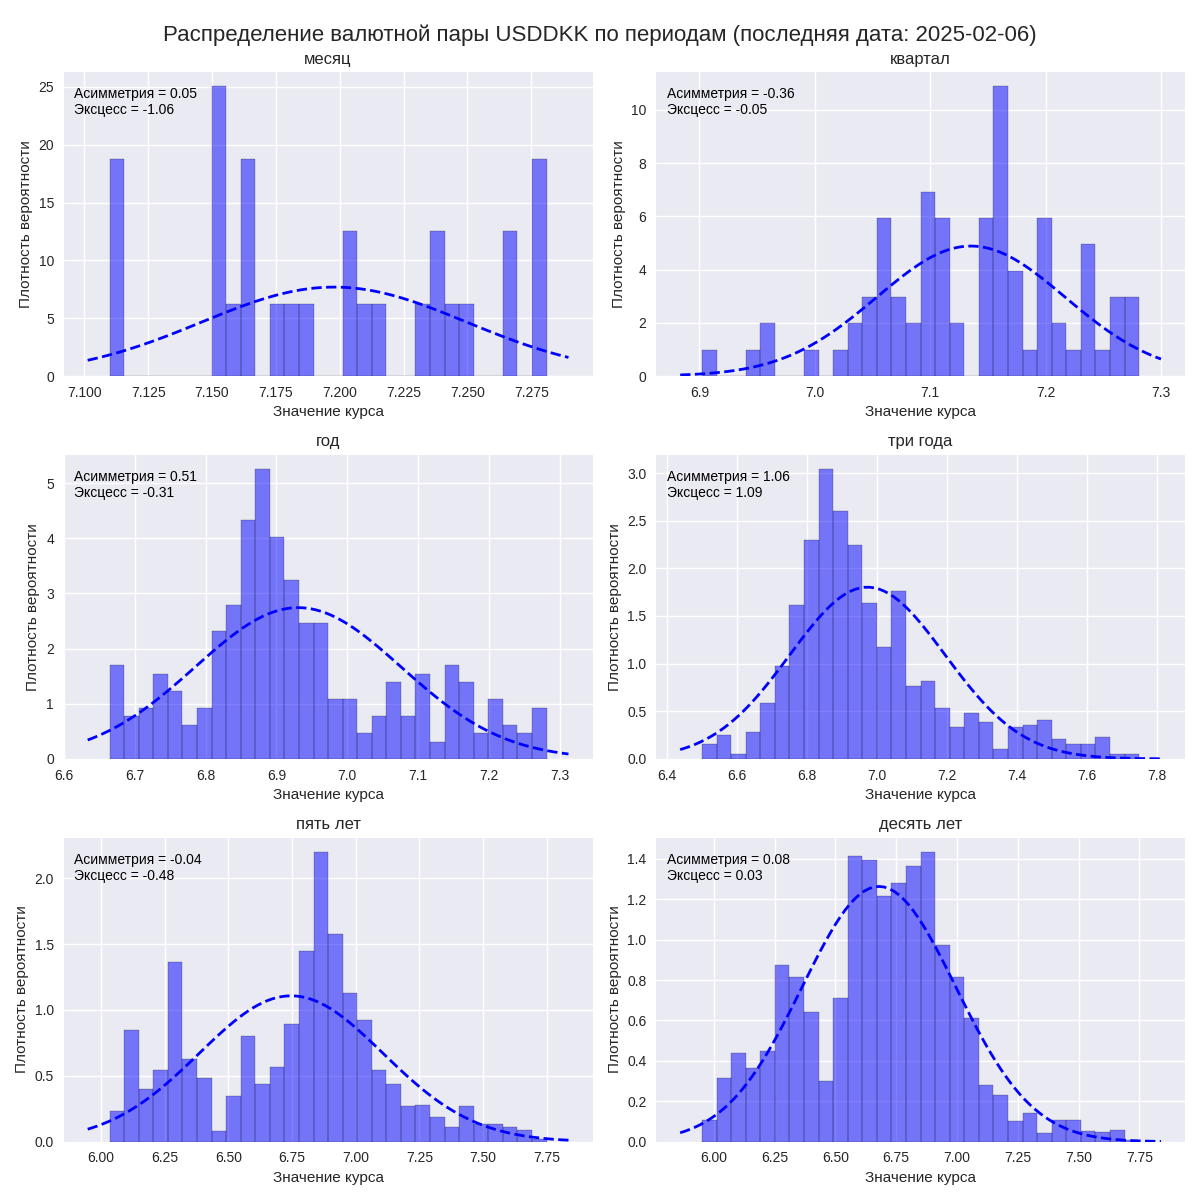 Распределение валютной пары USDDKK по периодам (последняя дата: 2025-02-06)
месяц
Асимметрия = 0.05
Эксцесс = -1.06
Плотность вероятности
25
20
15
10
5
0
7.100 7.125 7.150 7.175 7.200 7.225 7.250 7.275
Значение курса
квартал
Асимметрия = -0.36
Эксцесс = -0.05
Плотность вероятности
10
8
6
4
2
0
6.9 7.0 7.1 7.2 7.3
Значение курса
год
Асимметрия = 0.51
Эксцесс = -0.31
Плотность вероятности
5
4
3
2
1
0
6.6 6.7 6.8 6.9 7.0 7.1 7.2 7.3
Значение курса
три года
Асимметрия = 1.06
Эксцесс = 1.09
Плотность вероятности
3.0
2.5
2.0
1.5
1.0
0.5
0.0
6.4 6.6 6.8 7.0 7.2 7.4 7.6 7.8
Значение курса
пять лет
Асимметрия = -0.04
Эксцесс = -0.48
Плотность вероятности
2.0
1.5
1.0
0.5
0.0
6.00 6.25 6.50 6.75 7.00 7.25 7.50 7.75
Значение курса
десять лет
Асимметрия = 0.08
Эксцесс = 0.03
Плотность вероятности
1.4
1.2
1.0
0.8
0.6
0.4
0.2
0.0
6.00 6.25 6.50 6.75 7.00 7.25 7.50 7.75
Значение курса